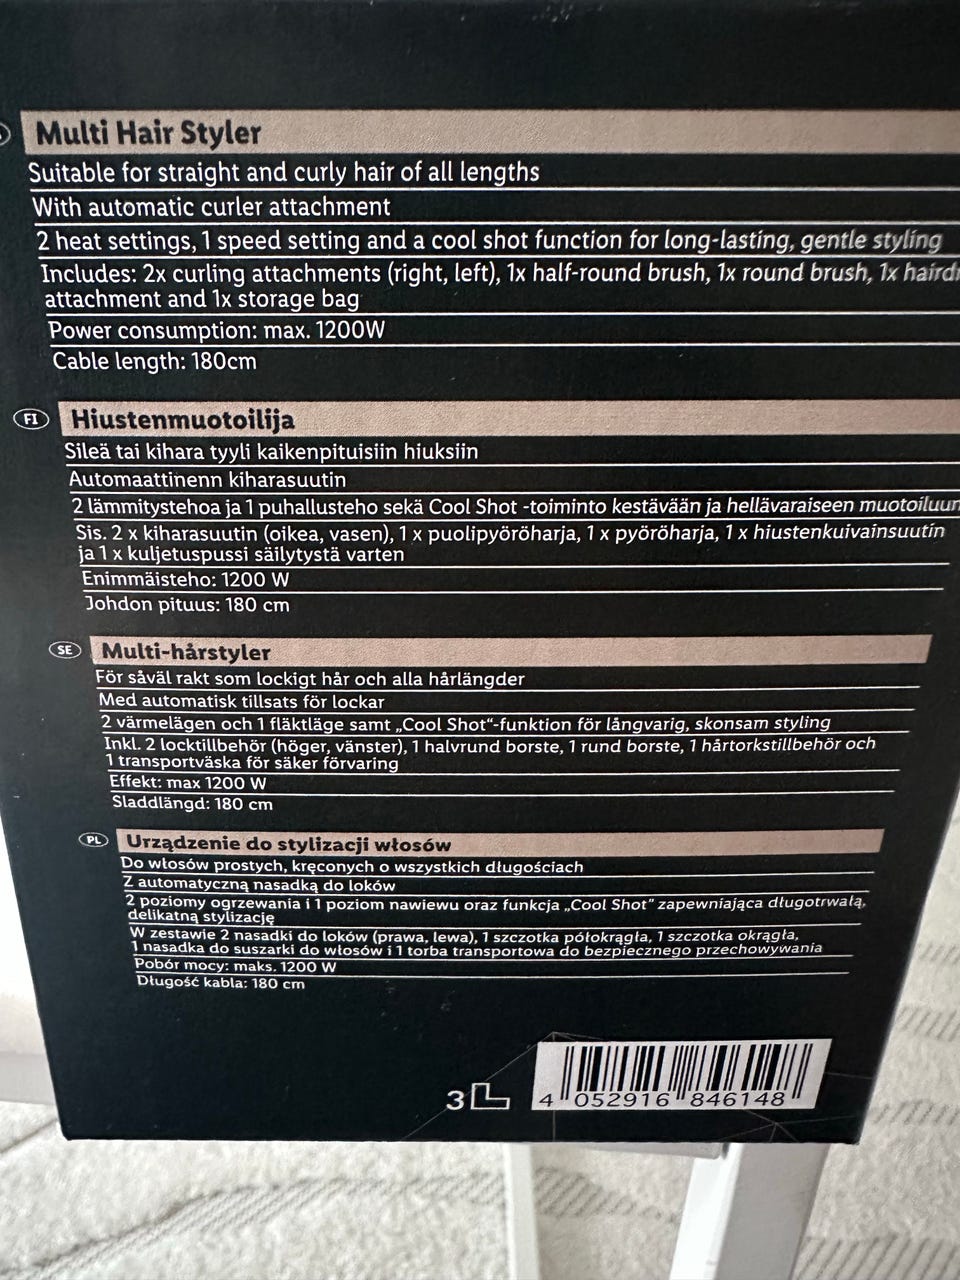 Multi Hair Styler
Suitable for straight and curly hair of all lengths
With automatic curler attachment
2 heat settings, 1 speed setting and a cool shot function for long-lasting, gentle styling
Includes: 2x curling attachments (right, left), 1x half-round brush, 1x round brush, 1x
attachment and 1x storage bag
Power consumption: max. 1200W
Cable length: 180cm
FI Hiustenmuotoilija
Sileä tai kihara tyyli kaikenpituisiin hiuksiin
Automaattinenn kiharasuutin
2 lämmitystehoa ja 1 puhallusteho sekä Cool Shot -toiminto kestävään ja hellävaraiseen muotoiluun
Sis. 2 x kiharasuutin (oikea, vasen), 1 x puolipyöröharja, 1 x pyöröharja, 1 x hiustenkuivainsuutin
ja 1 x kuljetuspussi säilytystä varten
Enimmäisteho: 1200 W
Johdon pituus: 180 cm
SE Multi-hårstyler
För såväl rakt som lockigt hår och alla hårlängder
Med automatisk tillsats för lockar
2 värmelägen och 1 fläktläge samt „Cool Shot“-funktion för långvarig, skonsam styling
Inkl. 2 locktillbehör (höger, vänster), 1 halvrund borste, 1 rund borste, 1 hårtorkstillbehör och
1 transportväska för säker förvaring
Effekt: max 1200 W
Sladdlängd: 180 cm
PL Urządzenie do stylizacji włosów
Do włosów prostych, kręconych o wszystkich długościach
Z automatyczną nasadką do loków
2 poziomy ogrzewania i 1 poziom nawiewu oraz funkcja „Cool Shot” zapewniająca długotrwałą,
delikatną stylizację
W zestawie 2 nasadki do loków (prawa, lewa), 1 szczotka półokrągła, 1 szczotka okrągła,
1 nasadka do suszarki do włosów i 1 torba transportowa do bezpiecznego przechowywania
Pobór mocy: maks. 1200 W
Długość kabla: 180 cm
3 L
4 052916 846148